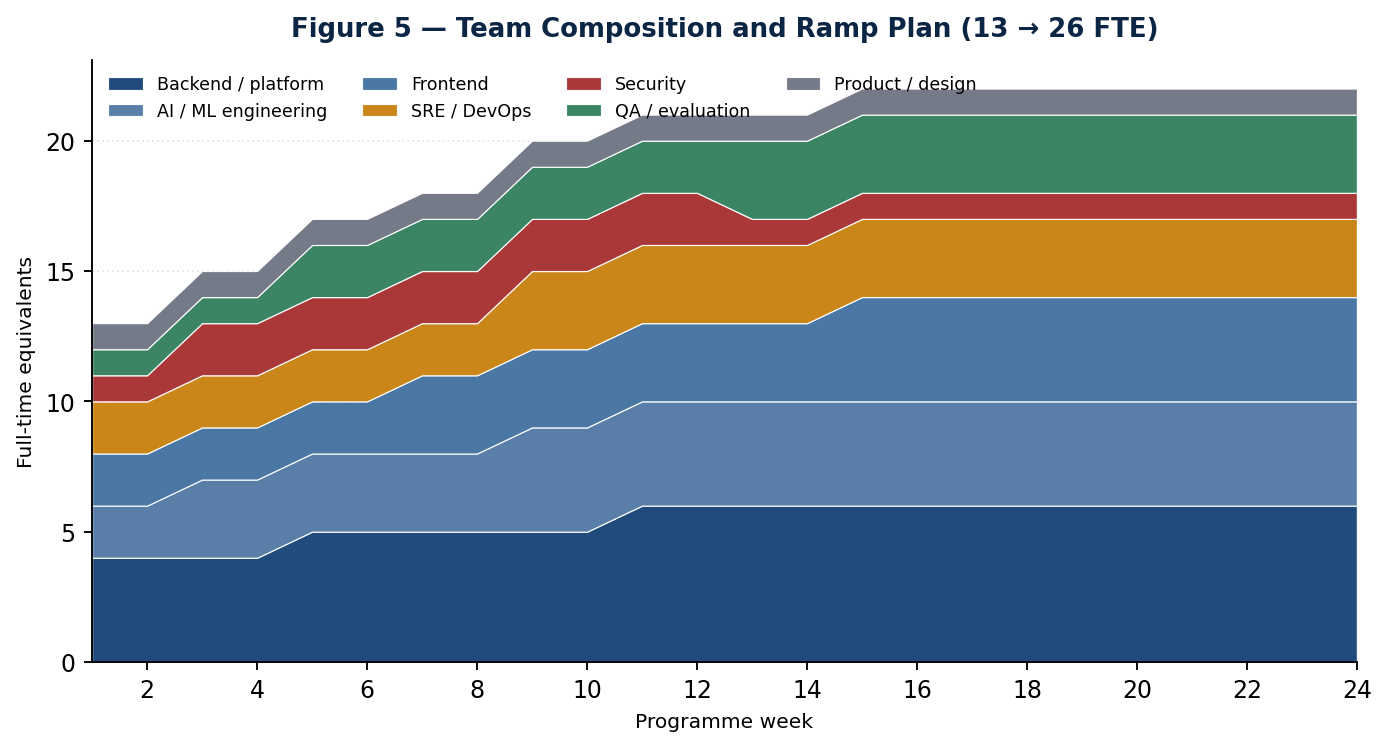 Figure 5 — Team Composition and Ramp Plan (13 → 26 FTE)
Backend / platform
AI / ML engineering
Frontend
SRE / DevOps
Security
QA / evaluation
Product / design
Full-time equivalents
20
15
10
5
0
2 4 6 8 10 12 14 16 18 20 22 24
Programme week